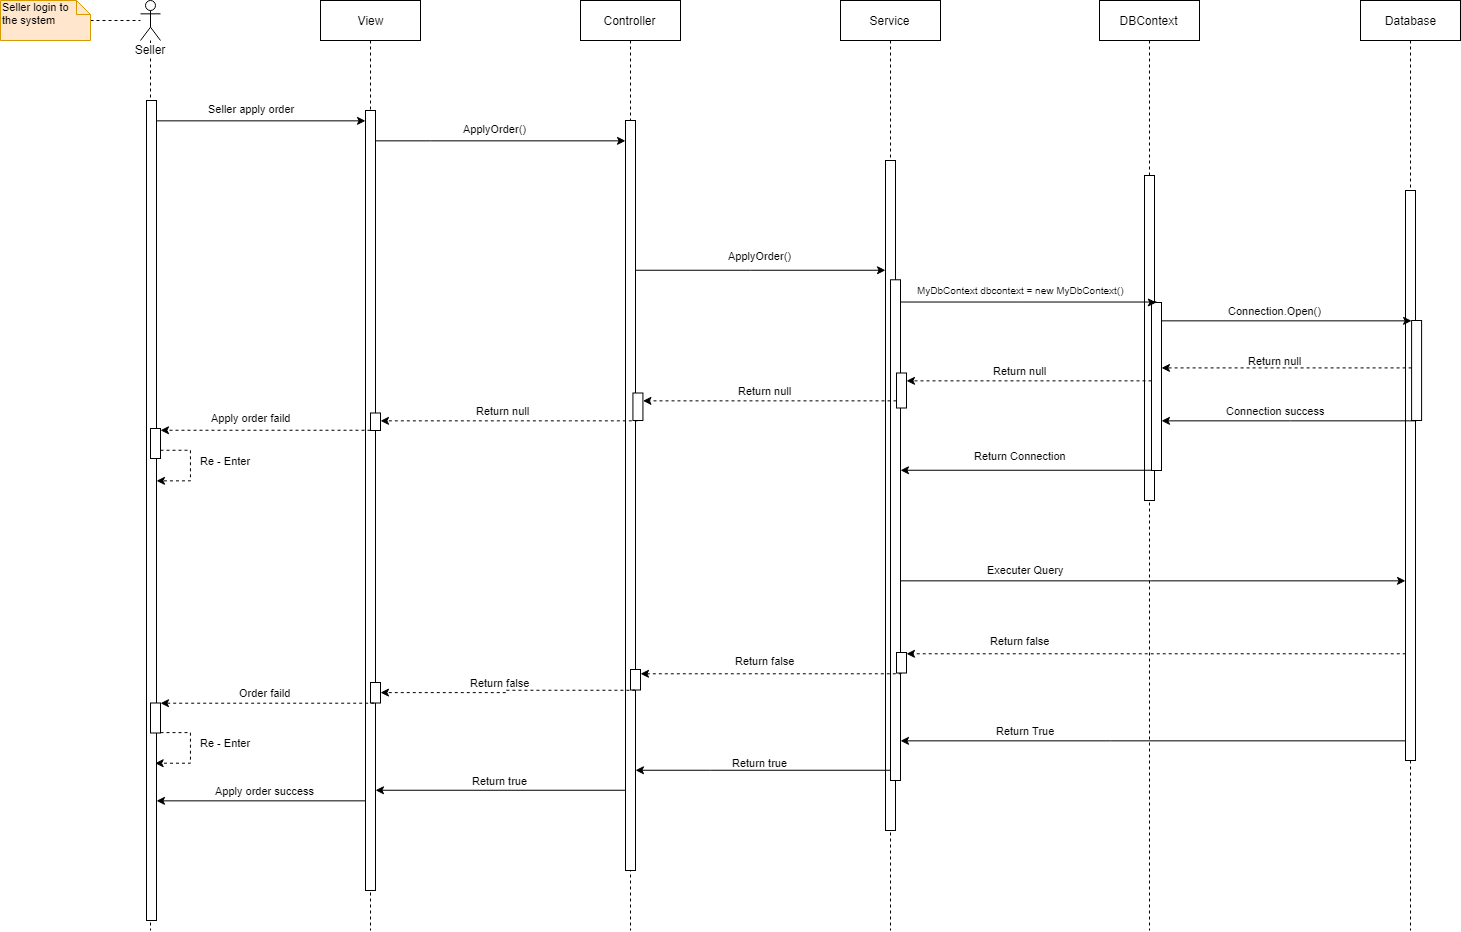 Seller login to
the system
Seller
View
Controller
Service
DBContext
Database
Seller apply order
ApplyOrder()
ApplyOrder()
MyDbContext dbcontext = new MyDbContext()
Connection.Open()
Return null
Return null
Return null
Return null
Apply order faild
Connection success
Re - Enter
Return Connection
Executer Query
Return false
Return false
Return false
Order faild
Return True
Re - Enter
Return true
Return true
Apply order success